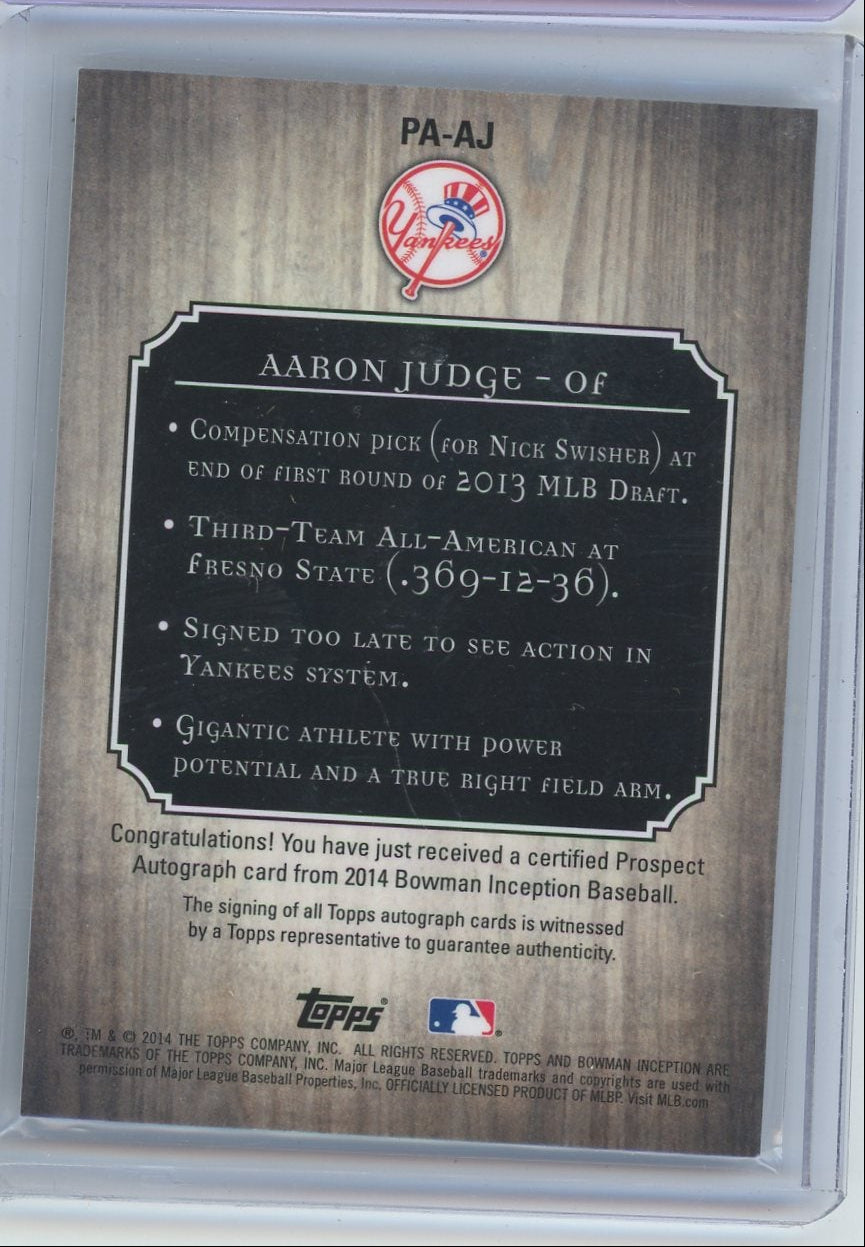 PA-AJ
Yankees®
AARON JUDGE - OF
• COMPENSATION PICK (FOR NICK SWISHER) AT
END OF FIRST ROUND OF 2013 MLB DRAFT.
• THIRD-TEAM ALL-AMERICAN AT
FRESNO STATE (.369-12-36).
• SIGNED TOO LATE TO SEE ACTION IN
YANKEES SYSTEM.
• GIGANTIC ATHLETE WITH POWER
POTENTIAL AND A TRUE RIGHT FIELD ARM.
Congratulations! You have just received a certified Prospect
Autograph card from 2014 Bowman Inception Baseball.
The signing of all Topps autograph cards is witnessed
by a Topps representative to guarantee authenticity.
TOPPS®
®, TM & © 2014 THE TOPPS COMPANY, INC. ALL RIGHTS RESERVED. TOPPS AND BOWMAN INCEPTION ARE
TRADEMARKS OF THE TOPPS COMPANY, INC. Major League Baseball trademarks and copyrights are used with
permission of Major League Baseball Properties, Inc. OFFICIALLY LICENSED PRODUCT OF MLBP. Visit MLB.com